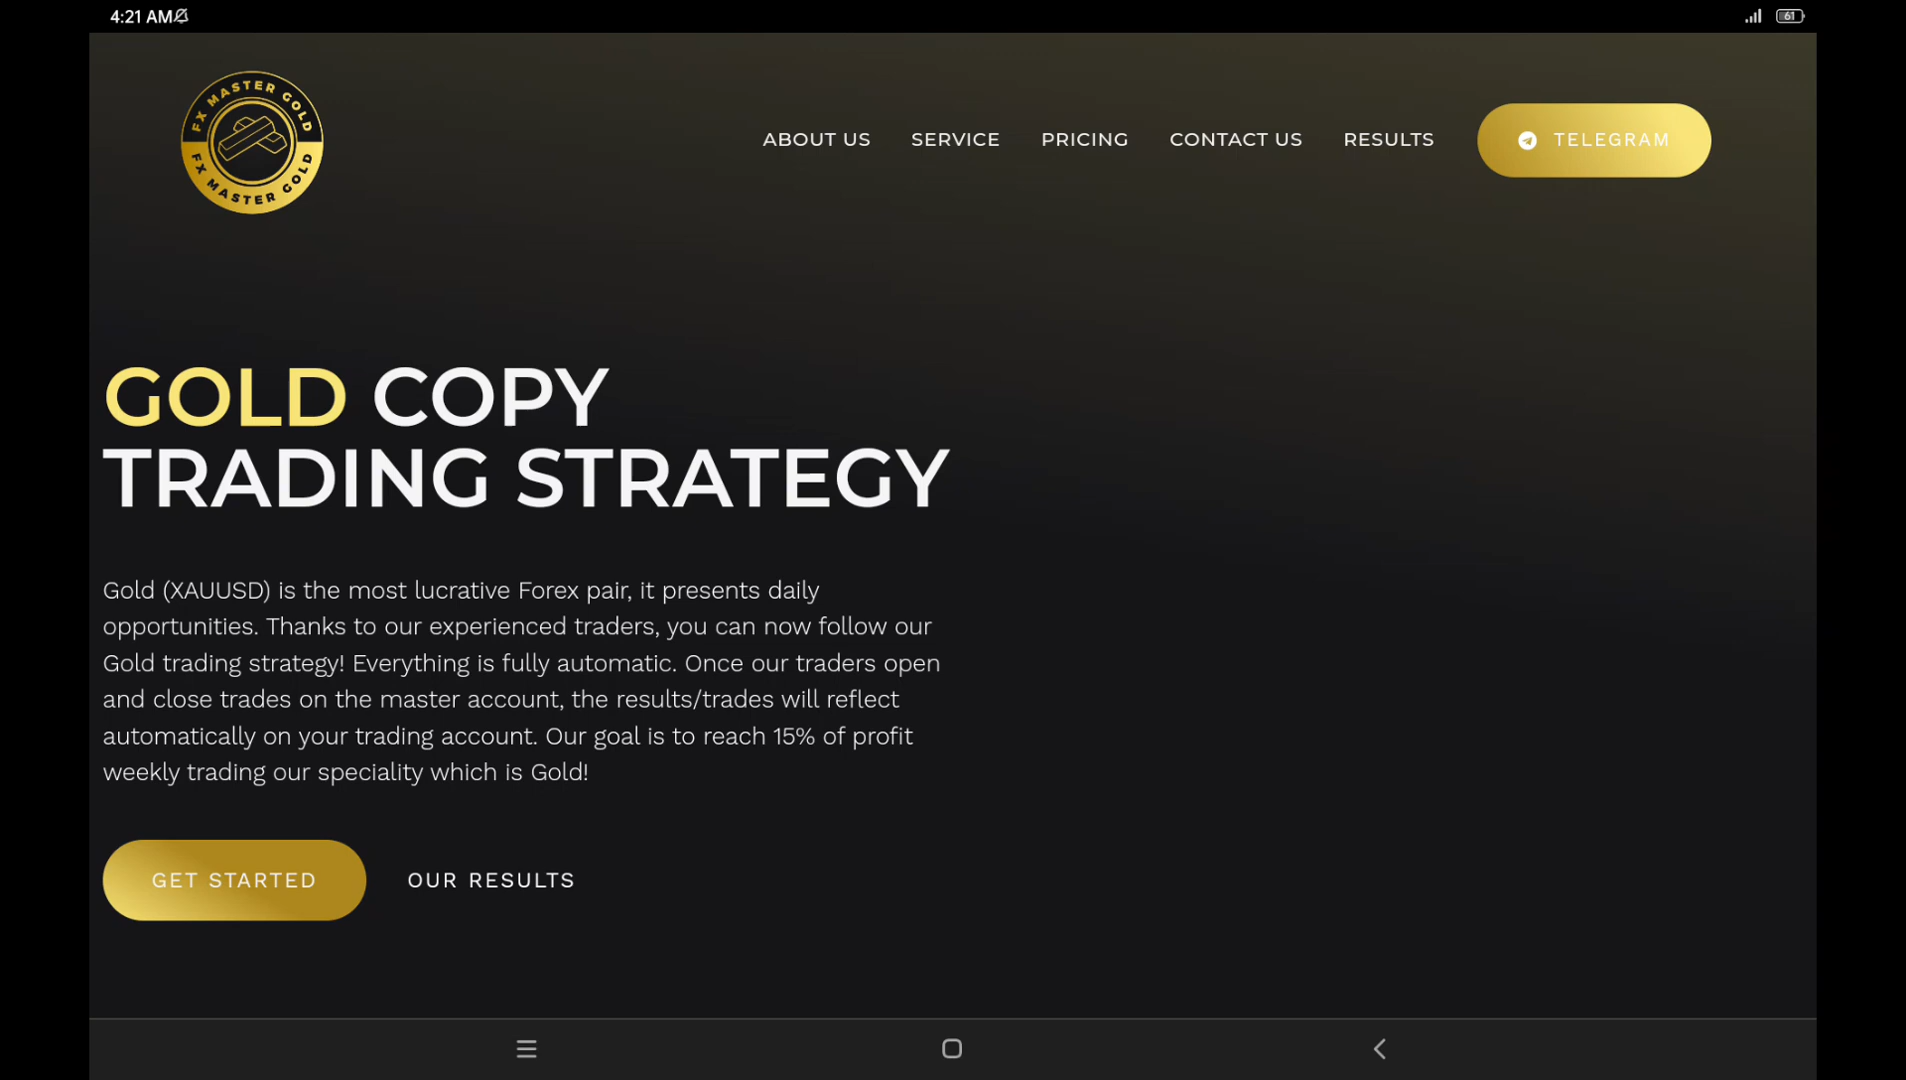 4:21 AM
61
FX MASTER GOLD
FX MASTER GOLD
ABOUT US
SERVICE
PRICING
CONTACT US
RESULTS
TELEGRAM
GOLD COPY
TRADING STRATEGY
Gold (XAUUSD) is the most lucrative Forex pair, it presents daily
opportunities. Thanks to our experienced traders, you can now follow our
Gold trading strategy! Everything is fully automatic. Once our traders open
and close trades on the master account, the results/trades will reflect
automatically on your trading account. Our goal is to reach 15% of profit
weekly trading our speciality which is Gold!
GET STARTED
OUR RESULTS